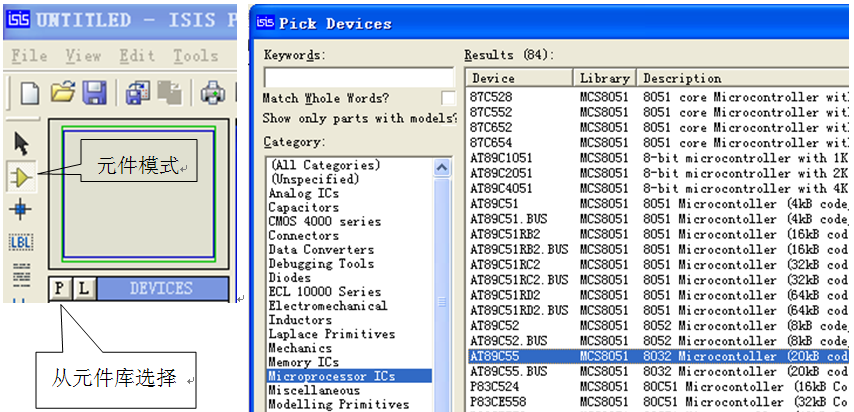 isis UNTITLED - ISIS P
File View Edit Tools
元件模式
LBL
P L DEVICES
从元件库选择
isis Pick Devices
Keywords:
Match Whole Words?
Show only parts with models?
Category:
(All Categories)
(Unspecified)
Analog ICs
Capacitors
CMOS 4000 series
Connectors
Data Converters
Debugging Tools
Diodes
ECL 10000 Series
Electromechanical
Inductors
Laplace Primitives
Mechanics
Memory ICs
Microprocessor ICs
Miscellaneous
Modelling Primitives
Results (84):
Device Library Description
87C528 MCS8051 8051 core Microcontroller wit
87C552 MCS8051 8051 core Microcontroller wit
87C652 MCS8051 8051 core Microcontroller wit
87C654 MCS8051 8051 core Microcontroller wit
AT89C1051 MCS8051 8-bit microcontroller with 1K
AT89C2051 MCS8051 8-bit microcontroller with 2K
AT89C4051 MCS8051 8-bit microcontroller with 4K
AT89C51 MCS8051 8051 Microcontoller (4kB code
AT89C51.BUS MCS8051 8051 Microcontoller (4kB code
AT89C51RB2 MCS8051 8051 Microcontoller (16kB cod
AT89C51RB2.BUS MCS8051 8051 Microcontoller (16kB cod
AT89C51RC2 MCS8051 8051 Microcontoller (32kB cod
AT89C51RC2.BUS MCS8051 8051 Microcontoller (32kB cod
AT89C51RD2 MCS8051 8051 Microcontoller (64kB cod
AT89C51RD2.BUS MCS8051 8051 Microcontoller (64kB cod
AT89C52 MCS8051 8052 Microcontoller (8kB code
AT89C52.BUS MCS8051 8052 Microcontoller (8kB code
AT89C55 MCS8051 8032 Microcontoller (20kB cod
AT89C55.BUS MCS8051 8032 Microcontoller (20kB cod
P83C524 MCS8051 80C51 Microcontroller (16kB C
P83CE558 MCS8051 80C51 Microcontroller (32kB C